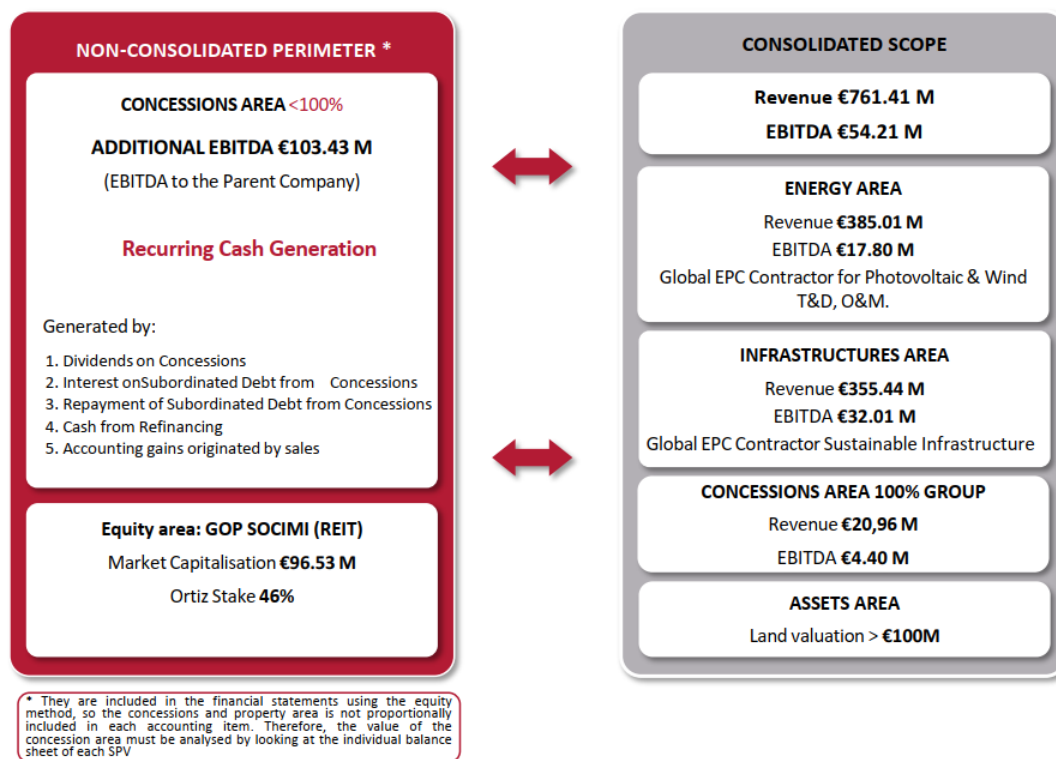 NON-CONSOLIDATED PERIMETER *
CONCESSIONS AREA <100%
ADDITIONAL EBITDA €103.43 M
(EBITDA to the Parent Company)
Recurring Cash Generation
Generated by:
1. Dividends on Concessions
2. Interest onSubordinated Debt from Concessions
3. Repayment of Subordinated Debt from Concessions
4. Cash from Refinancing
5. Accounting gains originated by sales
Equity area: GOP SOCIMI (REIT)
Market Capitalisation €96.53 M
Ortiz Stake 46%
* They are included in the financial statements using the equity
method, so the concessions and property area is not proportionally
included in each accounting item. Therefore, the value of the
concession area must be analysed by looking at the individual balance
sheet of each SPV
CONSOLIDATED SCOPE
Revenue €761.41 M
EBITDA €54.21 M
ENERGY AREA
Revenue €385.01 M
EBITDA €17.80 M
Global EPC Contractor for Photovoltaic & Wind
T&D, O&M.
INFRASTRUCTURES AREA
Revenue €355.44 M
EBITDA €32.01 M
Global EPC Contractor Sustainable Infrastructure
CONCESSIONS AREA 100% GROUP
Revenue €20,96 M
EBITDA €4.40 M
ASSETS AREA
Land valuation > €100M